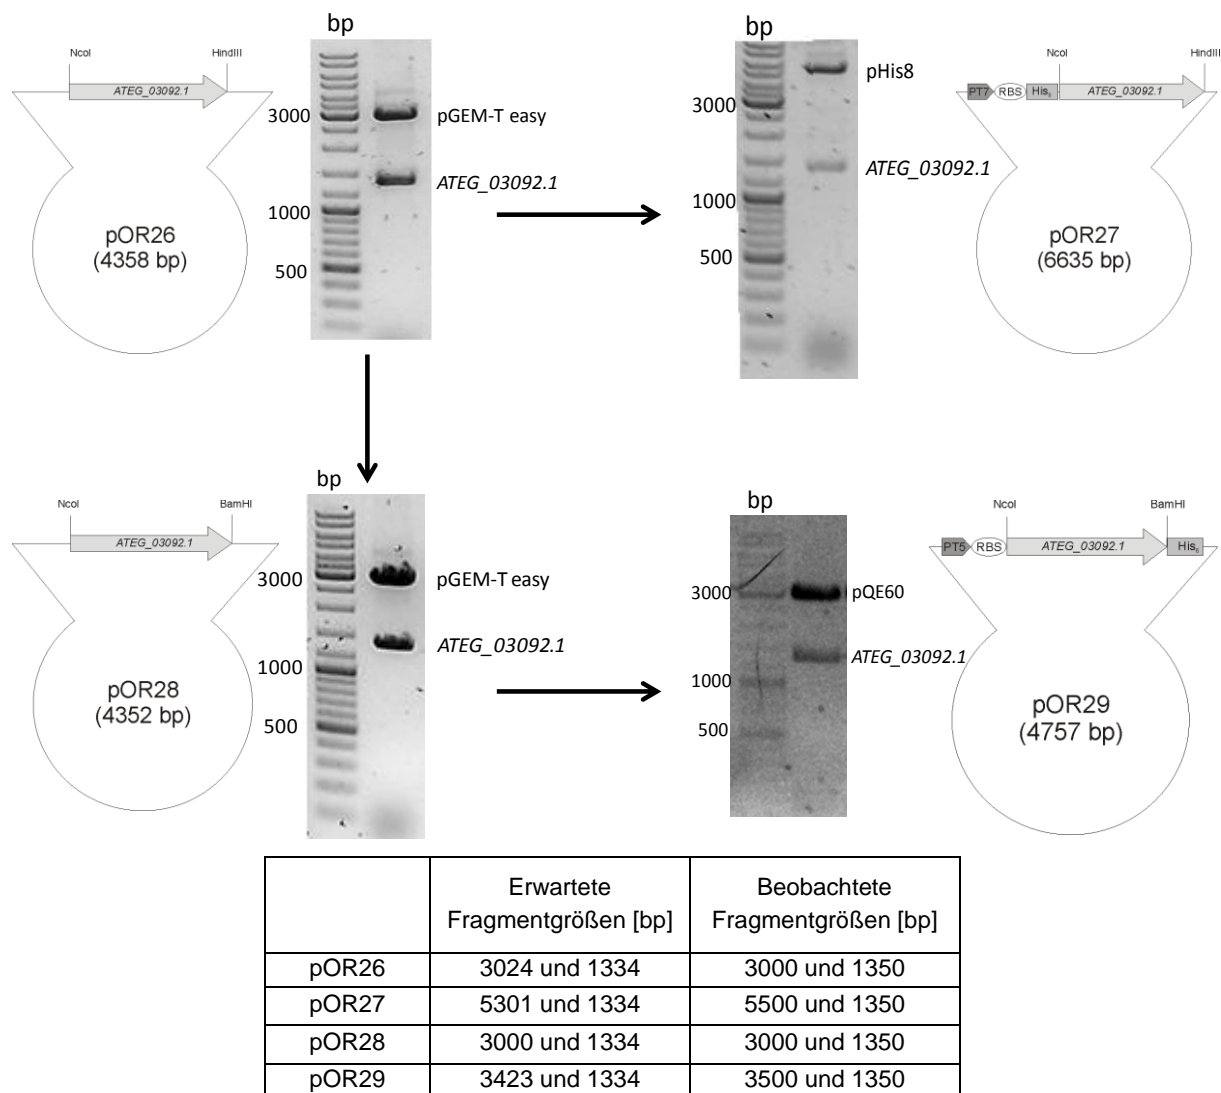 bp
NcoI
HindIII
ATEG_03092.1
3000
pGEM-T easy
ATEG_03092.1
1000
500
pOR26
(4358 bp)
bp
pHis8
3000
ATEG_03092.1
1000
500
NcoI
HindIII
PT7 RBS His₈ ATEG_03092.1
pOR27
(6635 bp)
bp
NcoI
BamHI
ATEG_03092.1
3000
pGEM-T easy
ATEG_03092.1
1000
500
pOR28
(4352 bp)
bp
3000
pQE60
ATEG_03092.1
1000
500
NcoI
BamHI
PT5 RBS ATEG_03092.1 His₆
pOR29
(4757 bp)
Erwartete
Fragmentgrößen [bp]
Beobachtete
Fragmentgrößen [bp]
pOR26 3024 und 1334 3000 und 1350
pOR27 5301 und 1334 5500 und 1350
pOR28 3000 und 1334 3000 und 1350
pOR29 3423 und 1334 3500 und 1350